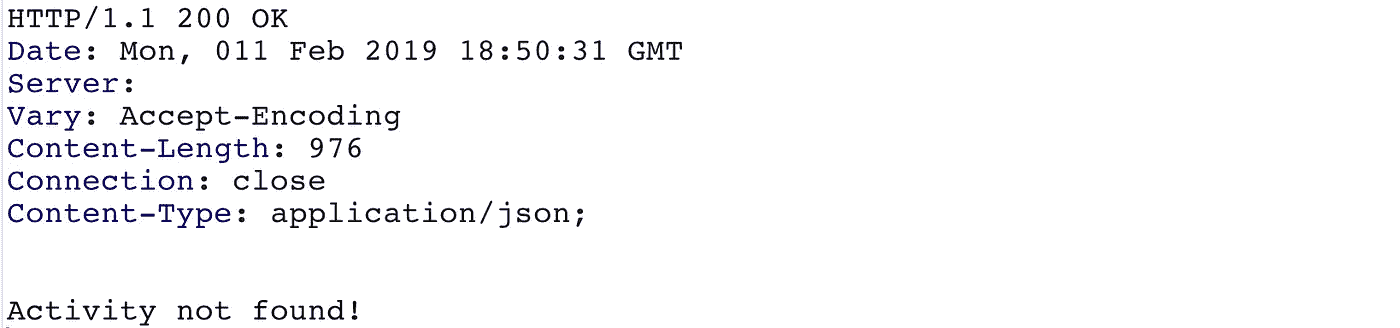 HTTP/1.1 200 OK
Date: Mon, 011 Feb 2019 18:50:31 GMT
Server:
Vary: Accept-Encoding
Content-Length: 976
Connection: close
Content-Type: application/json;
Activity not found!